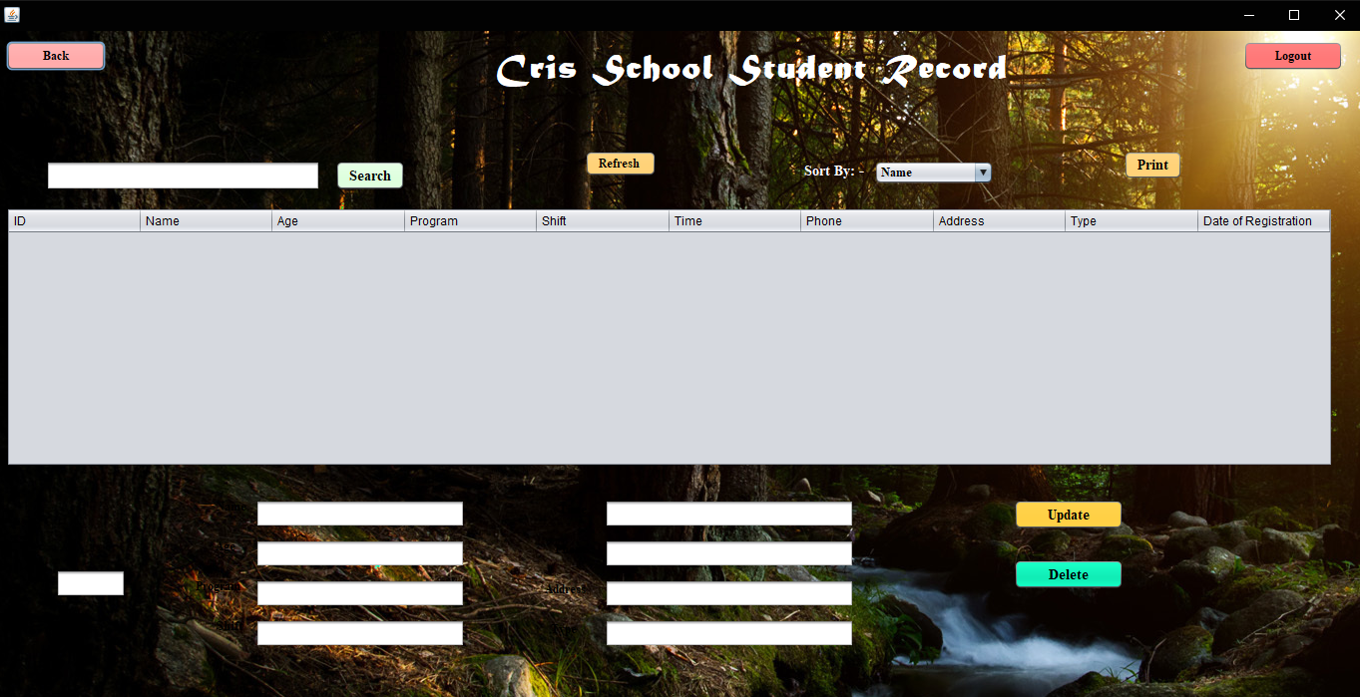 Back
Cris School Student Record
Logout
Search
Refresh
Sort By: -
Name
Print
ID Name Age Program Shift Time Phone Address Type Date of Registration
Update
Address
Delete